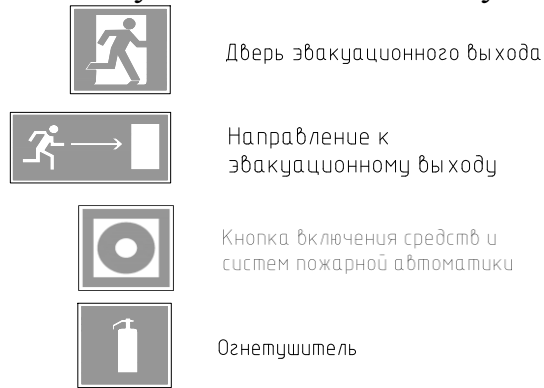 Дверь эвакуационного выхода
Направление к
эвакуационному выходу
Кнопка включения средств и
систем пожарной автоматики
Огнетушитель